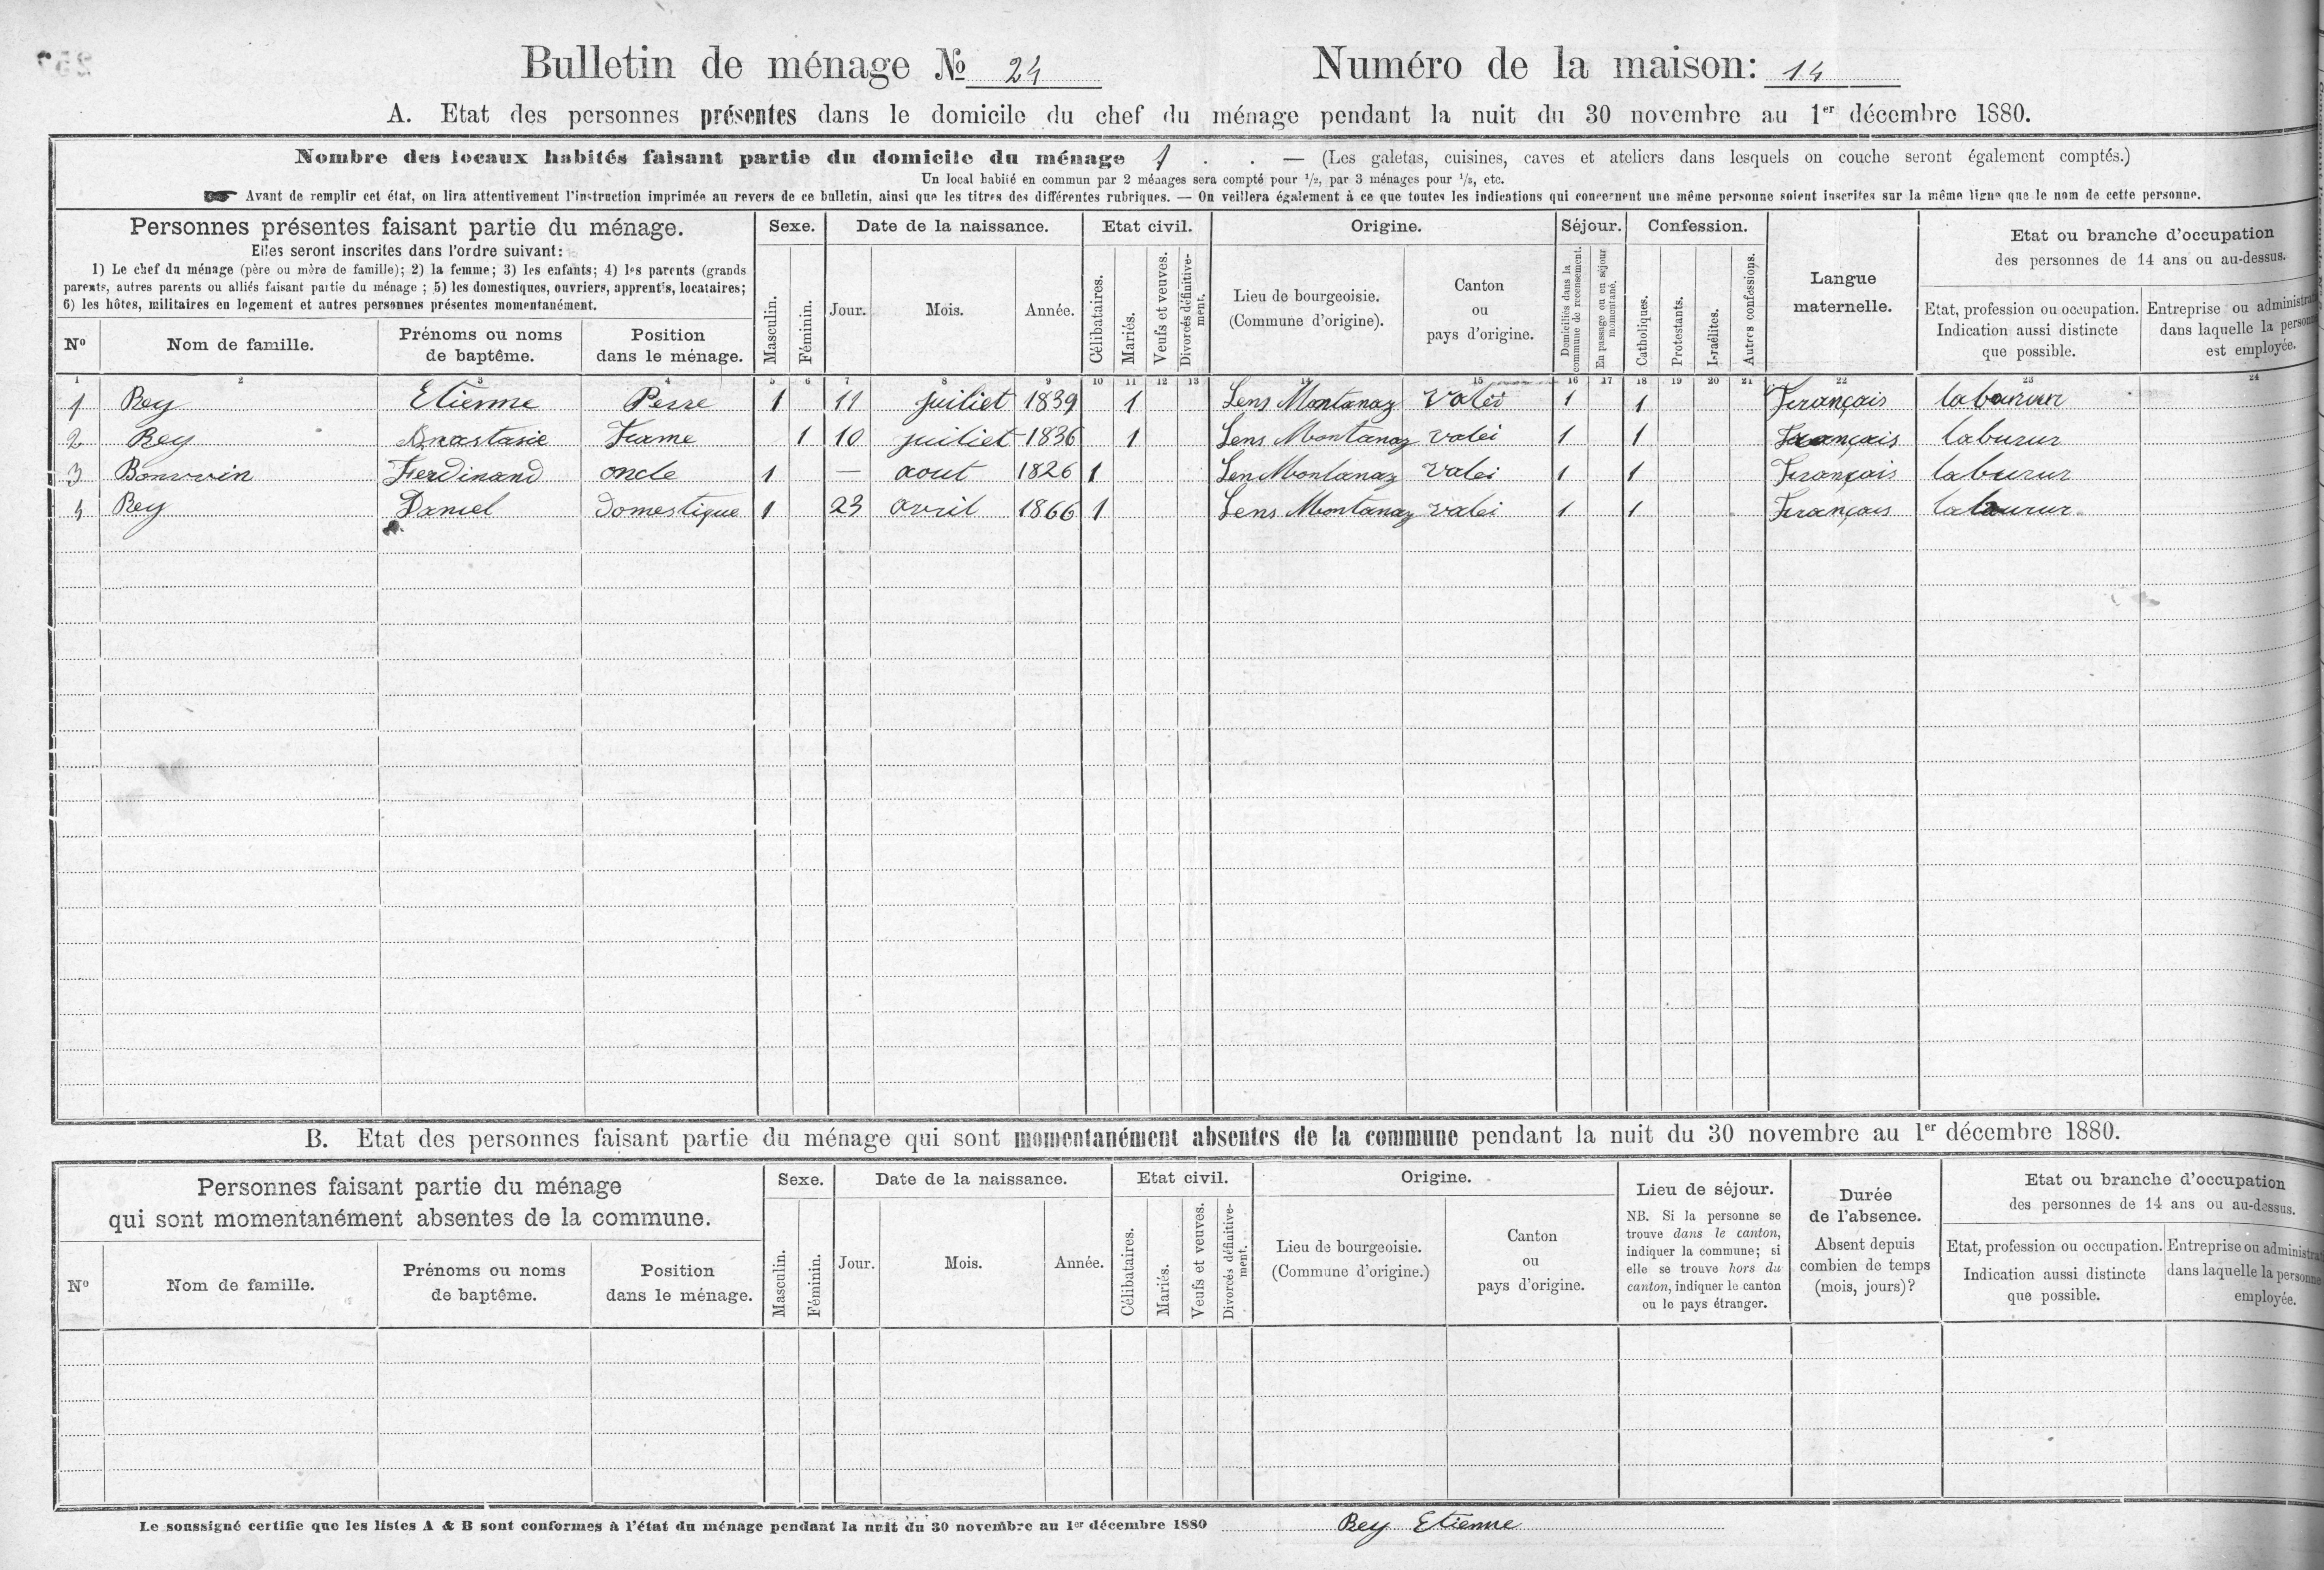 Bulletin de ménage № 24 Numéro de la maison: 14
A. Etat des personnes présentes dans le domicile du chef du ménage pendant la nuit du 30 novembre au 1er décembre 1880.
Nombre des locaux habités faisant partie du domicile du ménage 1 . . — (Les galetas, cuisines, caves et ateliers dans lesquels on couche seront également comptés.)
Un local habité en commun par 2 ménages sera compté pour 1/2, par 3 ménages pour 1/3, etc.
Avant de remplir cet état, on lira attentivement l'instruction imprimée au revers de ce bulletin, ainsi que les titres des différentes rubriques. — On veillera également à ce que toutes les indications qui concernent une même personne soient inscrites sur la même ligne que le nom de cette personne.
Personnes présentes faisant partie du ménage.
Elles seront inscrites dans l'ordre suivant:
1) Le chef du ménage (père ou mère de famille); 2) la femme; 3) les enfants; 4) les parents (grands
parents, autres parents ou alliés faisant partie du ménage ; 5) les domestiques, ouvriers, apprentis, locataires;
6) les hôtes, militaires en logement et autres personnes présentes momentanément.
Nº
Nom de famille.
Prénoms ou noms
de baptême.
Position
dans le ménage.
Sexe.
Masculin.
Féminin.
Date de la naissance.
Jour.
Mois.
Année.
Etat civil.
Célibataires.
Mariés.
Veufs et veuves.
Divorcés définitive-
ment.
Origine.
Lieu de bourgeoisie.
(Commune d'origine).
Canton
ou
pays d'origine.
Séjour.
Domiciliés dans la
commune de recensement.
En passage ou en séjour
momentané.
Confession.
Catholiques.
Protestants.
Israélites.
Autres confessions.
Langue
maternelle.
Etat ou branche d'occupation
des personnes de 14 ans ou au-dessus.
Etat, profession ou occupation.
Indication aussi distincte
que possible.
Entreprise ou administra
dans laquelle la personne
est employée.
1 2 3 4 5 6 7 8 9 10 11 12 13 14 15 16 17 18 19 20 21 22 23 24
1 Rey Etienne Perre 1 11 juiliet 1839 1 Lens Montanaz Valei 1 1 Français
2 Rey Anastasie Fame 1 10 juiliet 1836 1 Lens Montanaz valei 1 1 Français laburur
3 Bonvvin Ferdinand oncle 1 — aout 1826 1 Len Montanaz valei 1 1 Français laburur
4 Rey Daniel domestique 1 23 avril 1866 1 Lens Montanaz valei 1 1 Français
B. Etat des personnes faisant partie du ménage qui sont momentanément absentes de la commune pendant la nuit du 30 novembre au 1er décembre 1880.
Personnes faisant partie du ménage
qui sont momentanément absentes de la commune.
Nº
Nom de famille.
Prénoms ou noms
de baptême.
Position
dans le ménage.
Sexe.
Masculin.
Féminin.
Date de la naissance.
Jour.
Mois.
Année.
Etat civil.
Célibataires.
Mariés.
Veufs et veuves.
Divorcés définitive-
ment.
Origine.
Lieu de bourgeoisie.
(Commune d'origine.)
Canton
ou
pays d'origine.
Lieu de séjour.
NB. Si la personne se
trouve dans le canton,
indiquer la commune; si
elle se trouve hors du
canton, indiquer le canton
ou le pays étranger.
Durée
de l'absence.
Absent depuis
combien de temps
(mois, jours)?
Etat ou branche d'occupation
des personnes de 14 ans ou au-dessus.
Etat, profession ou occupation.
Indication aussi distincte
que possible.
Entreprise ou administra
dans laquelle la personne
employée.
Le soussigné certifie que les listes A & B sont conformes à l'état du ménage pendant la nuit du 30 novembre au 1er décembre 1880 Rey Etienne